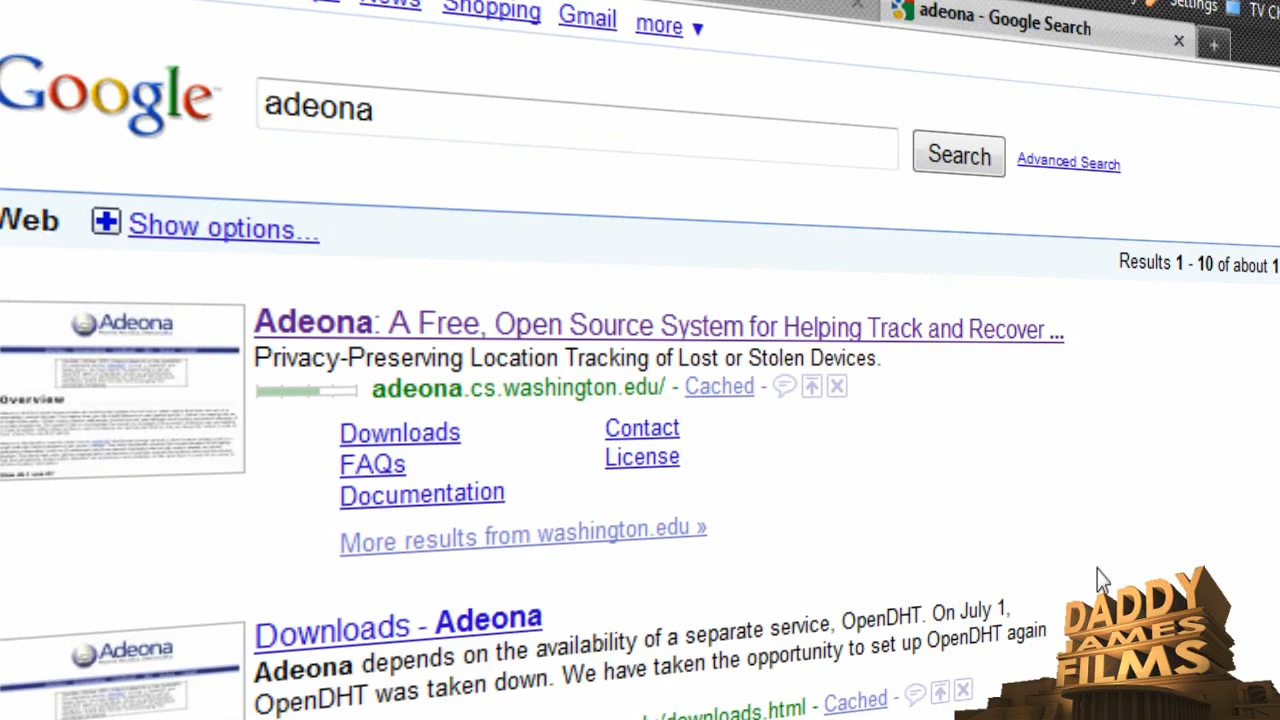 Settings
TV
adeona - Google Search
News
Shopping
Gmail
more ▼
Google
adeona
Search
Advanced Search
Web
Show options...
Results 1 - 10 of about
Adeona
Overview
Adeona: A Free, Open Source System for Helping Track and Recover ...
Privacy-Preserving Location Tracking of Lost or Stolen Devices.
adeona.cs.washington.edu/ - Cached -
Downloads
Contact
FAQs
License
Documentation
More results from washington.edu »
Adeona
Downloads - Adeona
Adeona depends on the availability of a separate service, OpenDHT. On July 1,
OpenDHT was taken down. We have taken the opportunity to set up OpenDHT again
/downloads.html - Cached -
DADDY
JAMES
FILMS